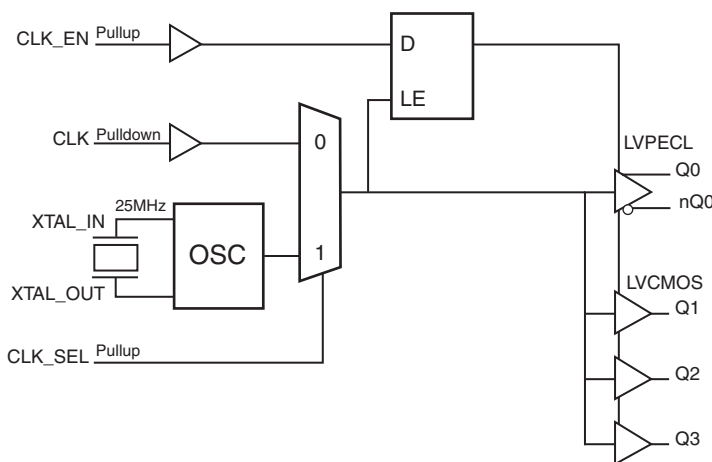 CLK_EN Pullup
D
LE
CLK Pulldown
0
LVPECL
Q0
nQ0
25MHz
XTAL_IN
OSC
1
XTAL_OUT
LVCMOS
Q1
CLK_SEL Pullup
Q2
Q3